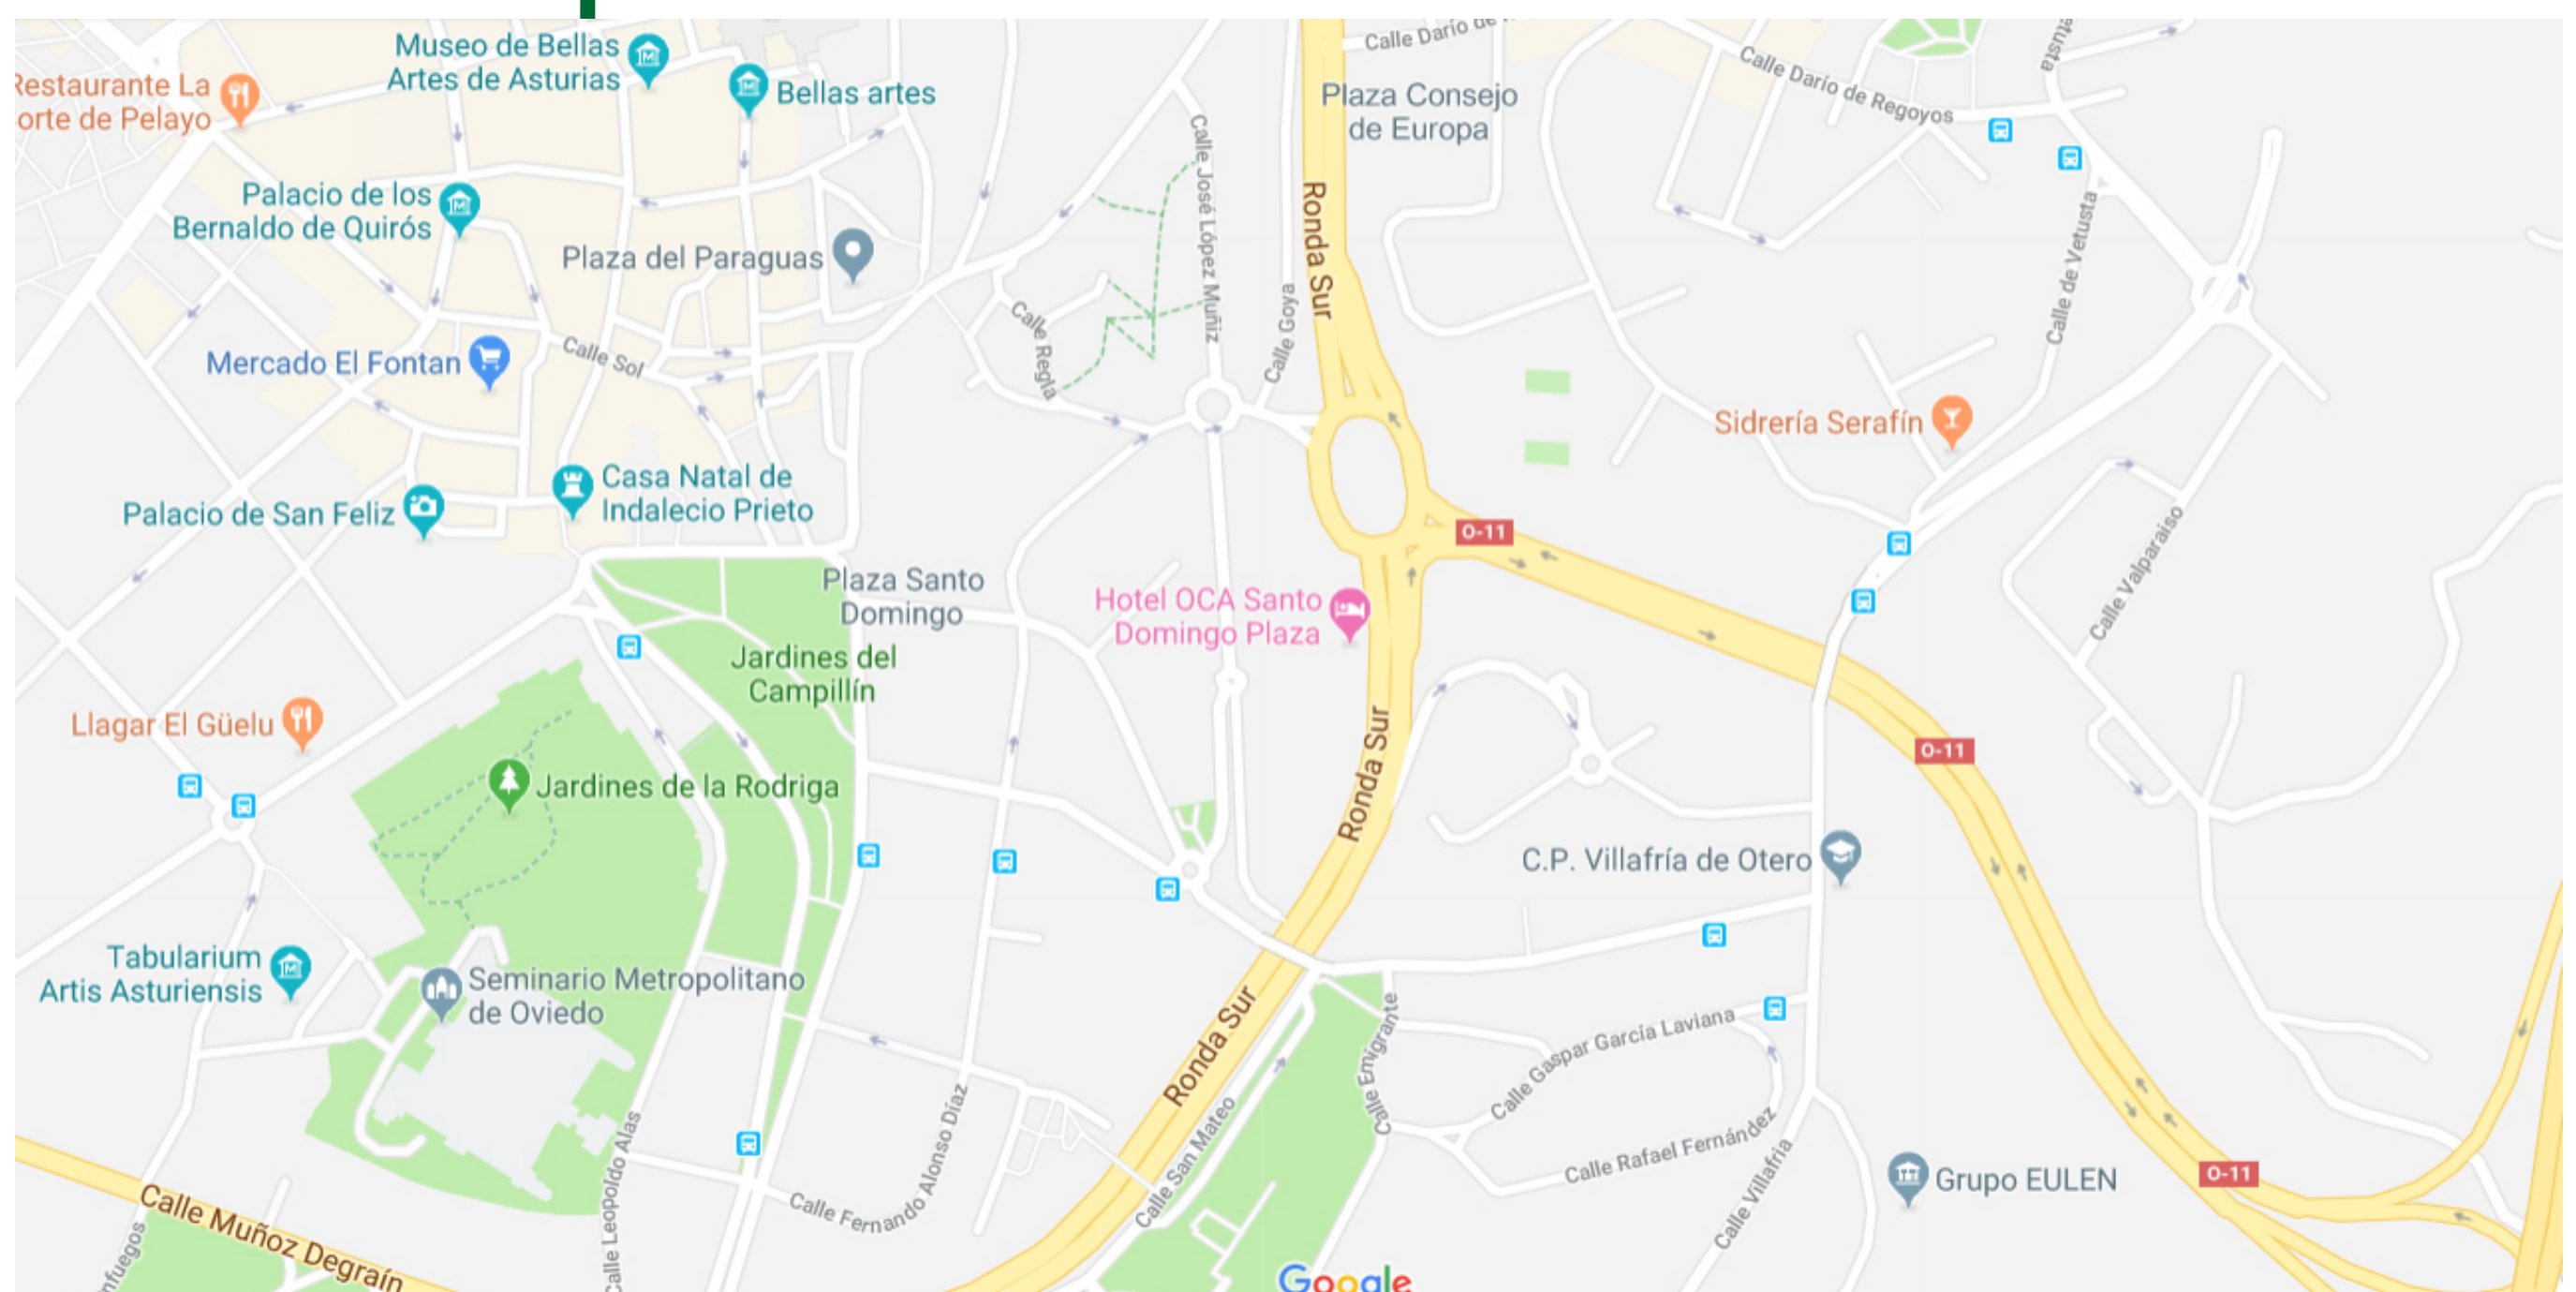 Museo de Bellas
Artes de Asturias
Bellas artes
Restaurante La
orte de Pelayo
Palacio de los
Bernaldo de Quirós
Plaza del Paraguas
Mercado El Fontan
Calle Sol
Casa Natal de
Indalecio Prieto
Palacio de San Feliz
Calle Regla
Calle José López Muñiz
Calle Goya
Ronda Sur
Plaza Consejo
de Europa
Calle Darío de
Calle Darío de Regoyos
Calle de Vetusta
Sidrería Serafín
Calle Valparaíso
O-11
Plaza Santo
Domingo
Hotel OCA Santo
Domingo Plaza
Jardines del
Campillín
Llagar El Güelu
Jardines de la Rodriga
Ronda Sur
O-11
C.P. Villafría de Otero
Tabularium
Artis Asturiensis
Seminario Metropolitano
de Oviedo
Ronda Sur
Calle Emigrante
Calle Gaspar García Laviana
Calle San Mateo
Calle Rafael Fernández
Calle Villafria
Grupo EULEN
O-11
Calle Leopoldo Alas
Calle Fernando Alonso Díaz
Calle Muñoz Degraín
nfuegos
Google